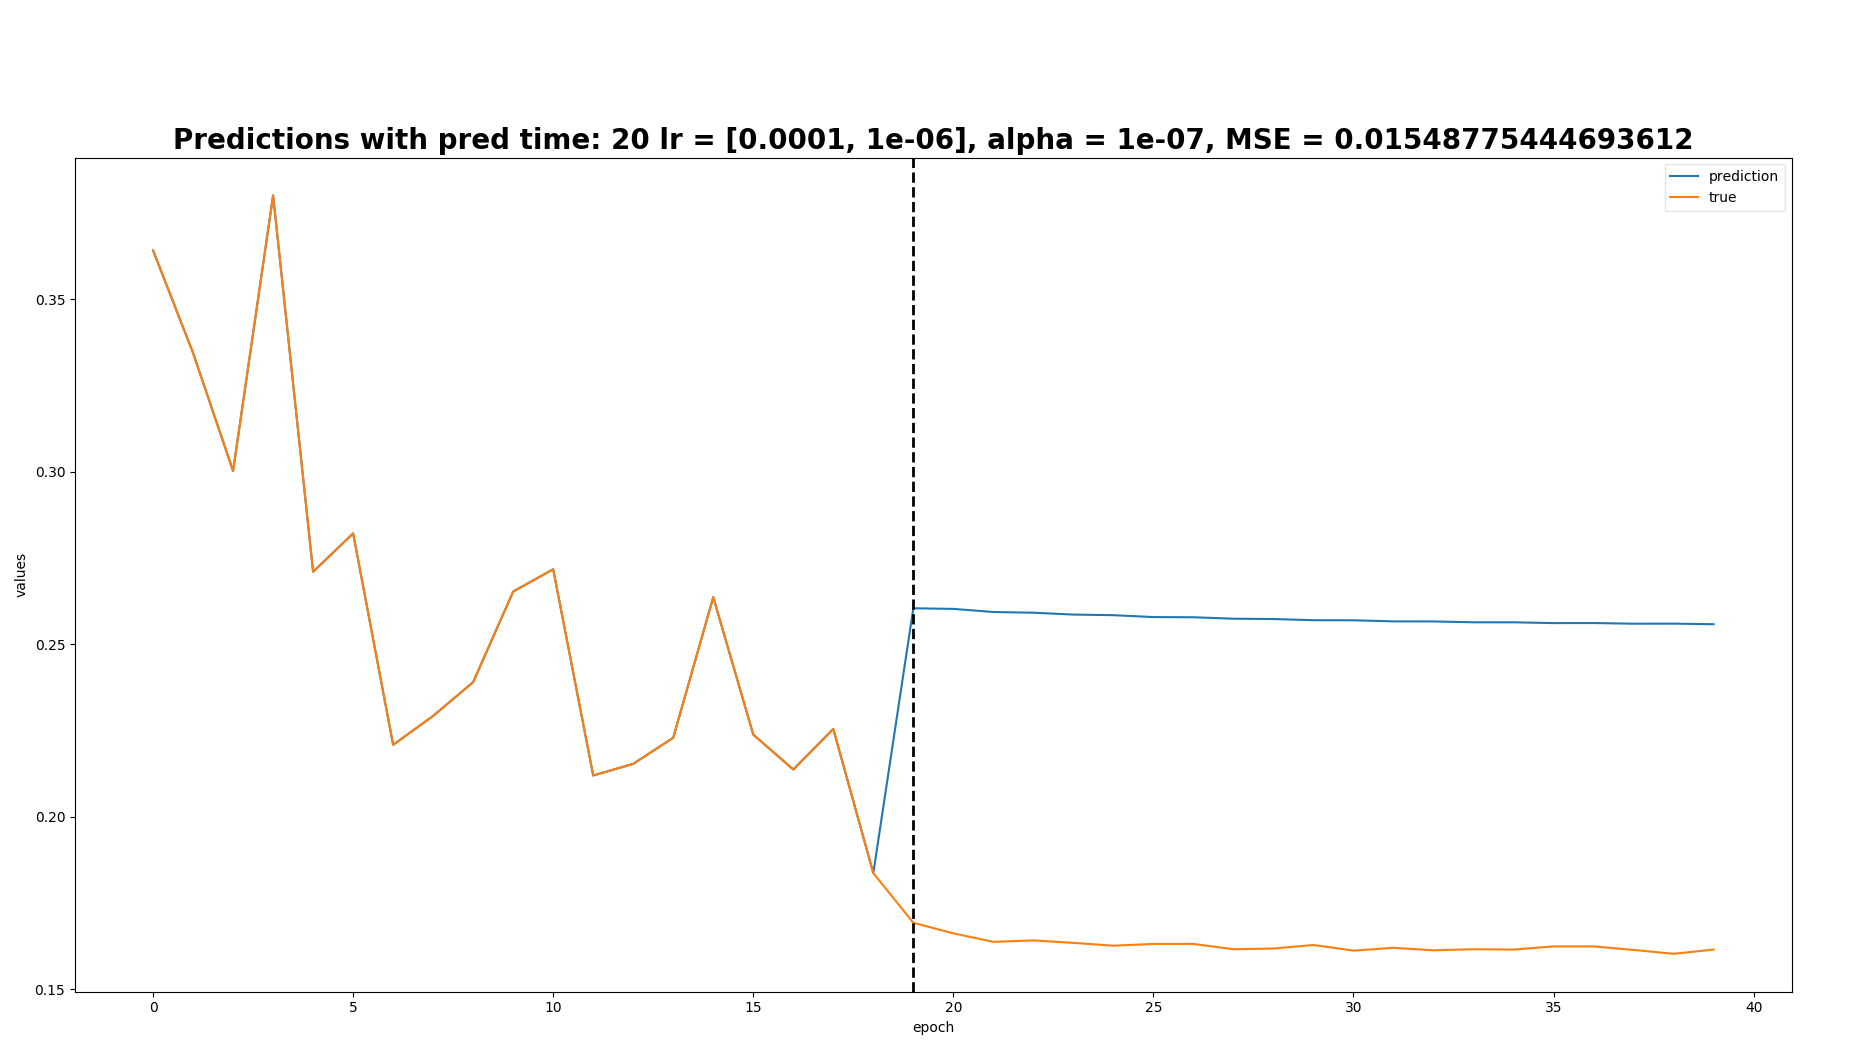 Predictions with pred time: 20 lr = [0.0001, 1e-06], alpha = 1e-07, MSE = 0.01548775444693612
prediction
true
values
0.35
0.30
0.25
0.20
0.15
0 5 10 15 20 25 30 35 40
epoch